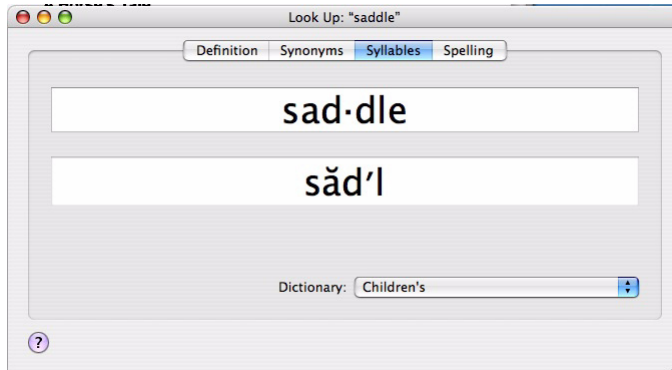 Look Up: "saddle"
Definition Synonyms Syllables Spelling
sad·dle
săd′l
Dictionary: Children's
?